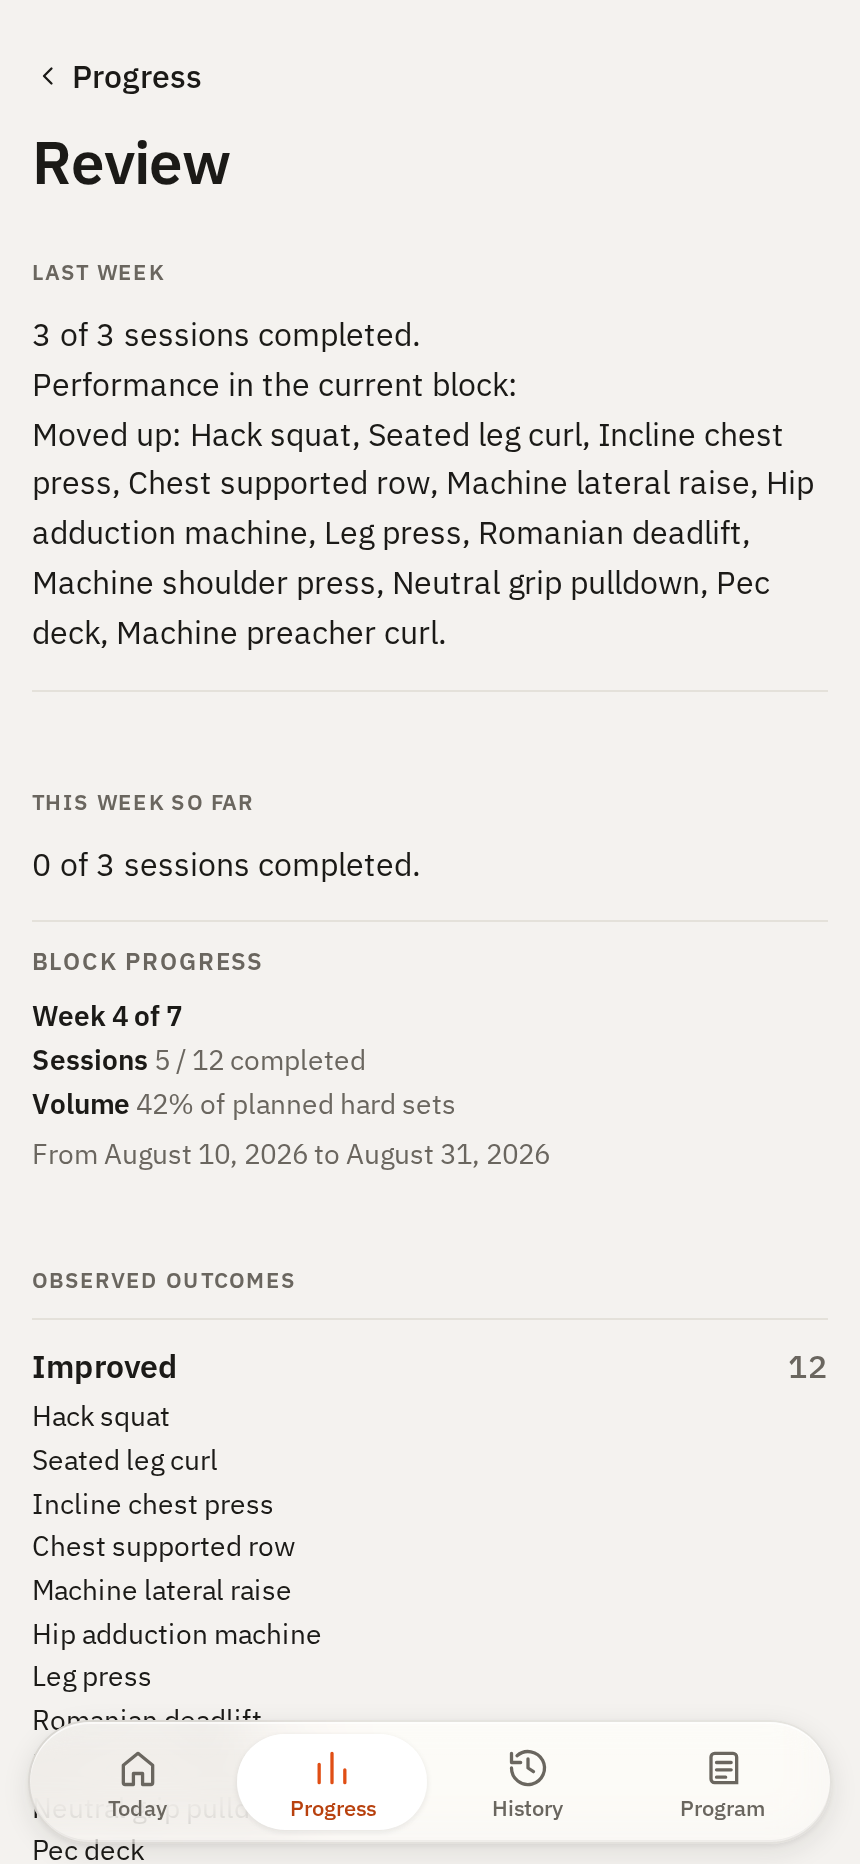 Progress
Review
LAST WEEK
3 of 3 sessions completed.
Performance in the current block:
Moved up: Hack squat, Seated leg curl, Incline chest
press, Chest supported row, Machine lateral raise, Hip
adduction machine, Leg press, Romanian deadlift,
Machine shoulder press, Neutral grip pulldown, Pec
deck, Machine preacher curl.
THIS WEEK SO FAR
0 of 3 sessions completed.
BLOCK PROGRESS
Week 4 of 7
Sessions 5 / 12 completed
Volume 42% of planned hard sets
From August 10, 2026 to August 31, 2026
OBSERVED OUTCOMES
Improved 12
Hack squat
Seated leg curl
Incline chest press
Chest supported row
Machine lateral raise
Hip adduction machine
Leg press
Romanian deadlift
Neutral grip pulld
Today Progress History Program
Pec deck